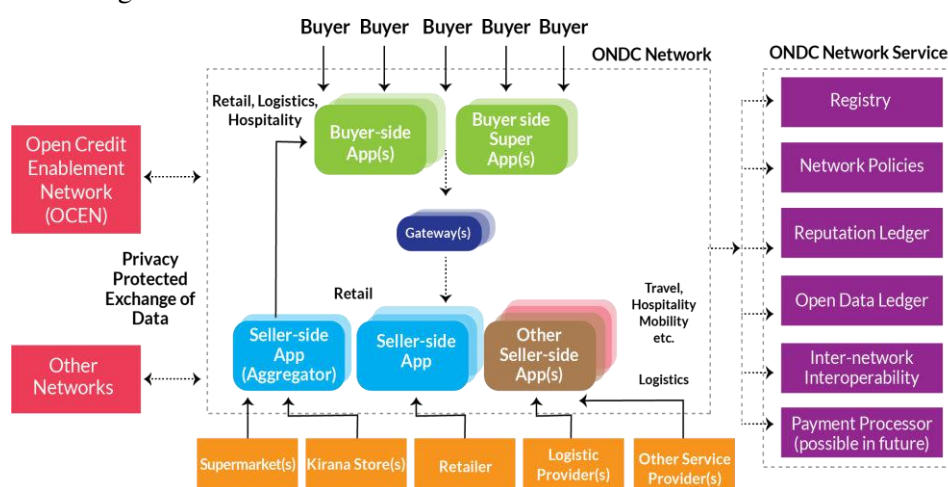 Buyer Buyer Buyer Buyer Buyer
ONDC Network
ONDC Network Service
Retail, Logistics,
Hospitality
Buyer-side
App(s)
Buyer side
Super
App(s)
Registry
Open Credit
Enablement
Network
(OCEN)
Network Policies
Gateway(s)
Reputation Ledger
Privacy
Protected
Exchange of
Data
Retail
Travel,
Hospitality
Mobility
etc.
Open Data Ledger
Seller-side
App
(Aggregator)
Seller-side
App
Other
Seller-side
App(s)
Other
Networks
Logistics
Inter-network
Interoperability
Payment Processor
(possible in future)
Supermarket(s)
Kirana Store(s)
Retailer
Logistic
Provider(s)
Other Service
Provider(s)